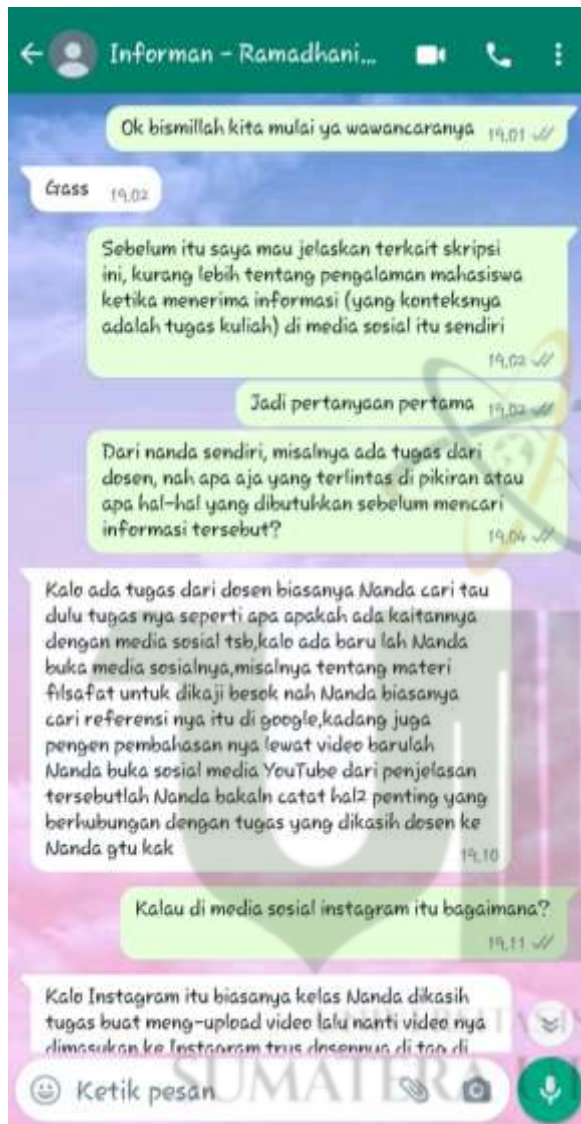 Informan - Ramadhani...
Ok bismillah kita mulai ya wawancaranya 19.01
Gass 19.02
Sebelum itu saya mau jelaskan terkait skripsi
ini, kurang lebih tentang pengalaman mahasiswa
ketika menerima informasi (yang konteksnya
adalah tugas kuliah) di media sosial itu sendiri
19.02
Jadi pertanyaan pertama 19.02
Dari nanda sendiri, misalnya ada tugas dari
dosen, nah apa aja yang terlintas di pikiran atau
apa hal-hal yang dibutuhkan sebelum mencari
informasi tersebut?
19.04
Kalo ada tugas dari dosen biasanya Nanda cari tau
dulu tugas nya seperti apa apakah ada kaitannya
dengan media sosial tsb,kalo ada baru lah Nanda
buka media sosialnya,misalnya tentang materi
filsafat untuk dikaji besok nah Nanda biasanya
cari referensi nya itu di google,kadang juga
pengen pembahasan nya lewat video barulah
Nanda buka sosial media YouTube dari penjelasan
tersebutlah Nanda bakaln catat hal2 penting yang
berhubungan dengan tugas yang dikasih dosen ke
Nanda gtu kak
19.10
Kalau di media sosial instagram itu bagaimana?
19.11
Kalo Instagram itu biasanya kelas Nanda dikasih
tugas buat meng-upload video lalu nanti video nya
dimasukan ke Instagram trus dosennya di tag di
Ketik pesan
SUMATERA